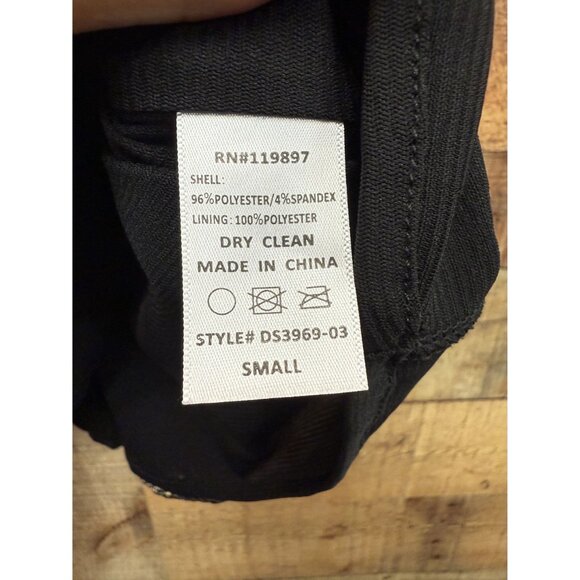 RN#119897
SHELL:
96%POLYESTER/4%SPANDEX
LINING: 100%POLYESTER
DRY CLEAN
MADE IN CHINA
STYLE# DS3969-03
SMALL